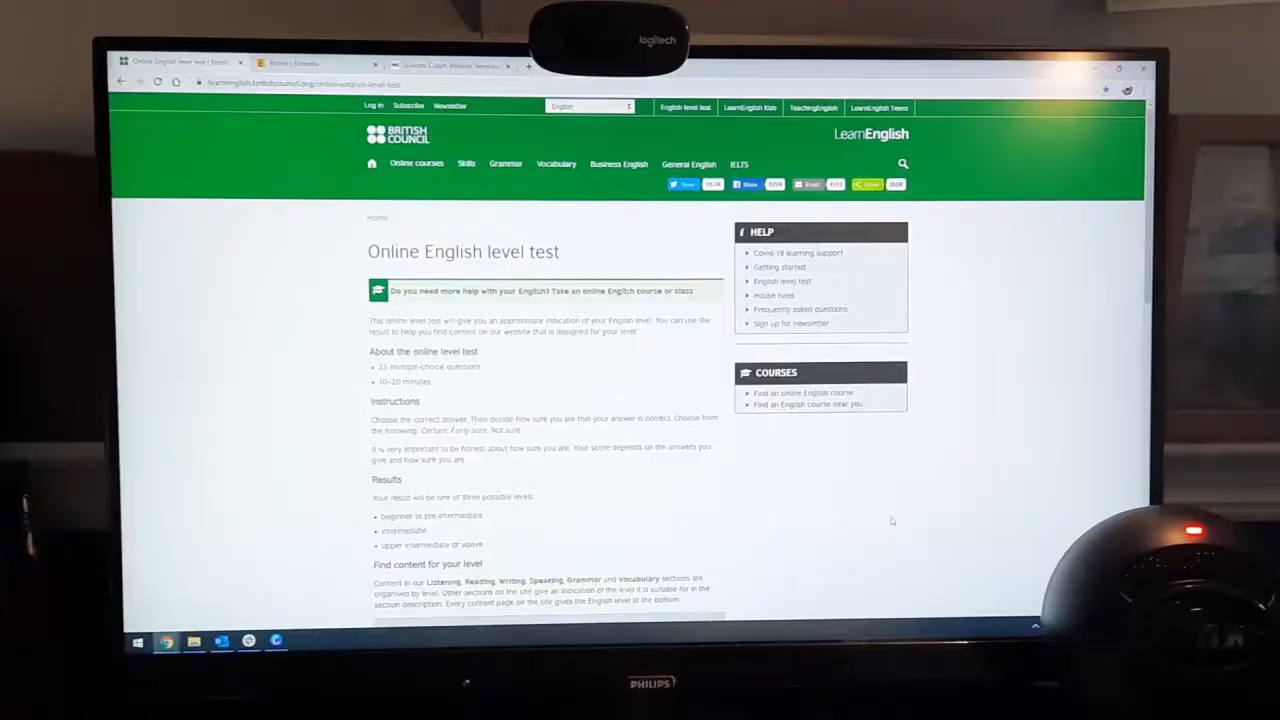 logitech
Online English level test | British
learnenglish.britishcouncil.org/online-english-level-test
Log in Subscribe Newsletter
English
English level test LearnEnglish Kids TeachingEnglish LearnEnglish Teens
BRITISH
COUNCIL
LearnEnglish
Online courses Skills Grammar Vocabulary Business English General English IELTS
Tweet Share Email Share
Home
Online English level test
Do you need more help with your English? Take an online English course or class
This online level test will give you an approximate indication of your English level. You can use the
result to help you find content on our website that is designed for your level.
About the online level test
• 25 multiple-choice questions
• 10–20 minutes
Instructions
Choose the correct answer. Then decide how sure you are that your answer is correct. Choose from
the following: Certain, Fairly sure, Not sure.
It is very important to be honest about how sure you are. Your score depends on the answers you
give and how sure you are.
Results
Your result will be one of three possible levels:
• beginner to pre-intermediate
• intermediate
• upper intermediate or above.
Find content for your level
Content in our Listening, Reading, Writing, Speaking, Grammar and Vocabulary sections are
organised by level. Other sections on the site give an indication of the level it is suitable for in the
section description. Every content page on the site gives the English level at the bottom.
i HELP
Covid-19 learning support
Getting started
English level test
House rules
Frequently asked questions
Sign up for newsletter
COURSES
Find an online English course
Find an English course near you
PHILIPS